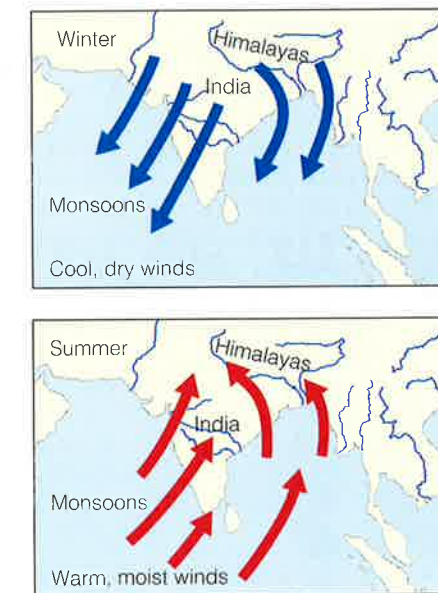 Winter
Himalayas
India
Monsoons
Cool, dry winds
Summer
Himalayas
India
Monsoons
Warm, moist winds